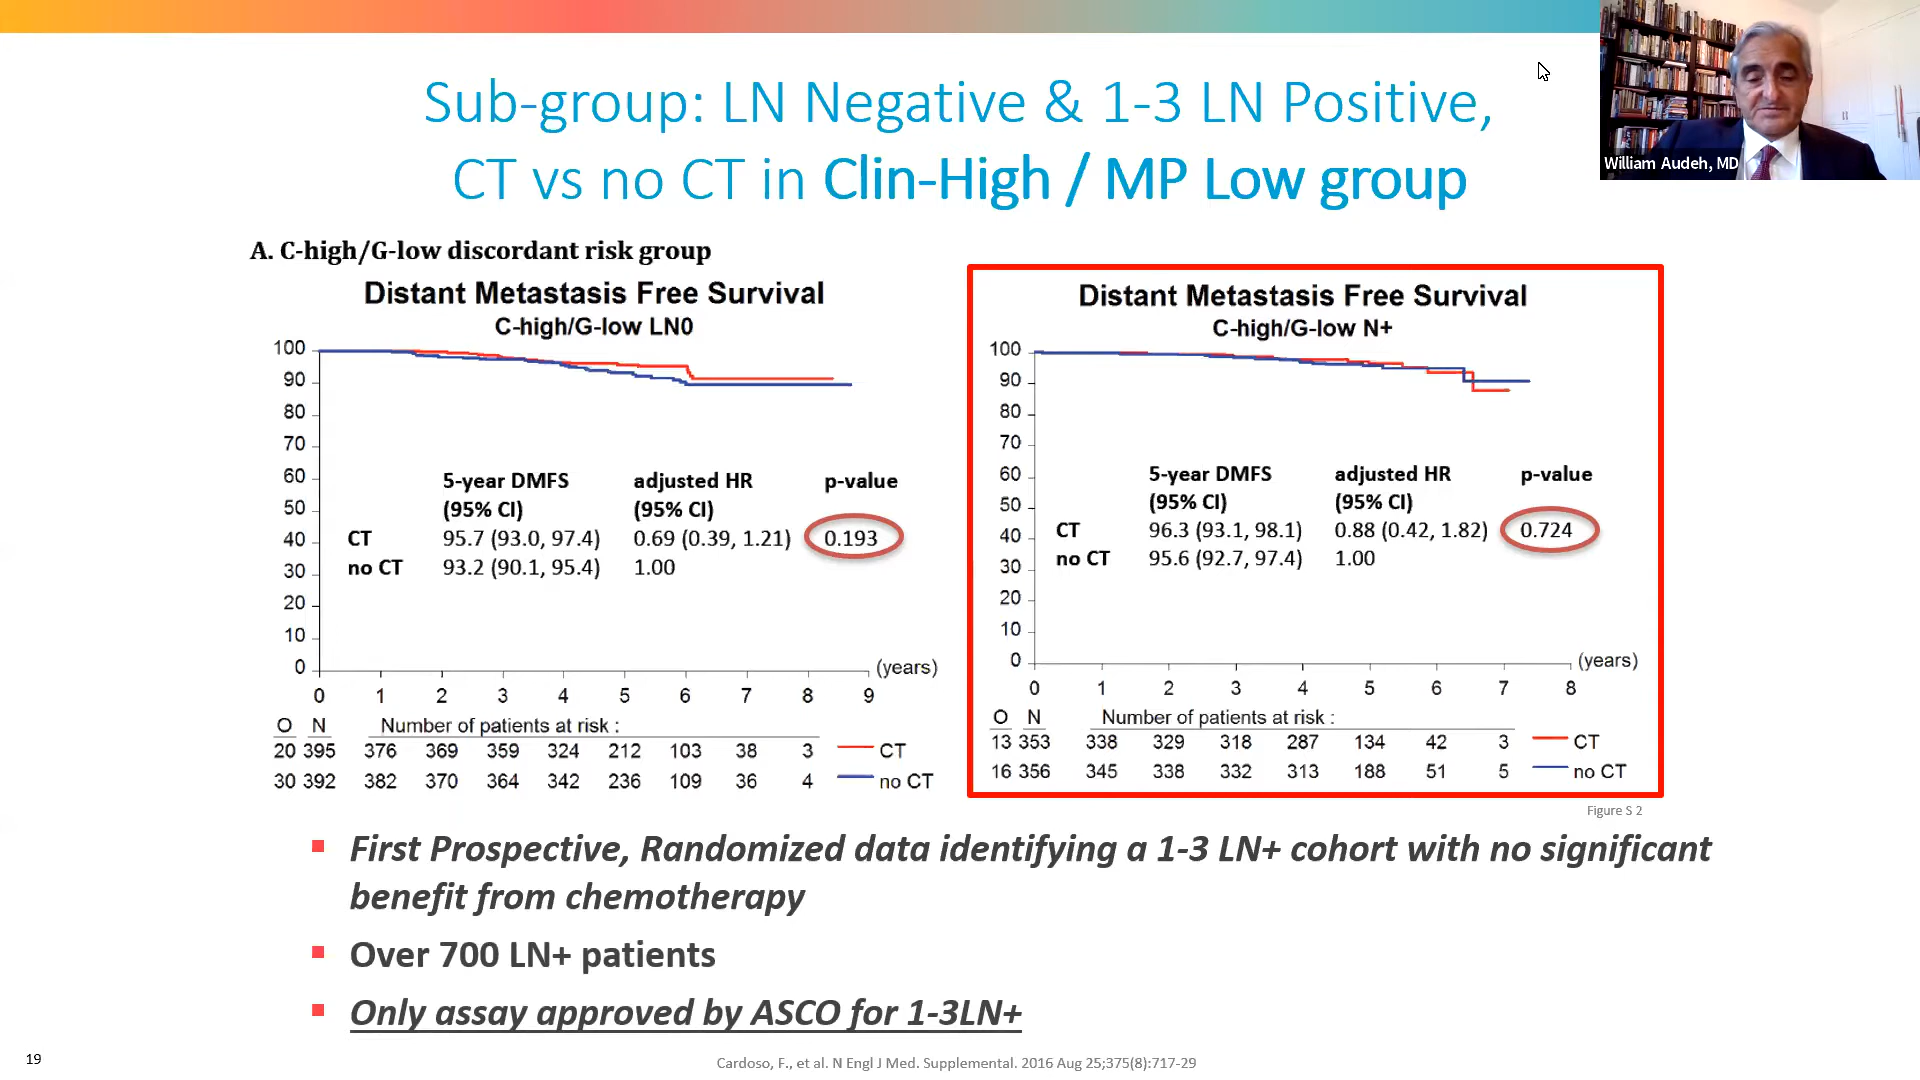 Sub-group: LN Negative & 1-3 LN Positive,
CT vs no CT in Clin-High / MP Low group
William Audeh, MD
A. C-high/G-low discordant risk group
Distant Metastasis Free Survival
C-high/G-low LN0
100
90
80
70
60
50
40
30
20
10
0
5-year DMFS adjusted HR p-value
(95% CI) (95% CI)
CT 95.7 (93.0, 97.4) 0.69 (0.39, 1.21) 0.193
no CT 93.2 (90.1, 95.4) 1.00
(years)
0 1 2 3 4 5 6 7 8 9
O N Number of patients at risk :
20 395 376 369 359 324 212 103 38 3 CT
30 392 382 370 364 342 236 109 36 4 no CT
Distant Metastasis Free Survival
C-high/G-low N+
100
90
80
70
60
50
40
30
20
10
0
5-year DMFS adjusted HR p-value
(95% CI) (95% CI)
CT 96.3 (93.1, 98.1) 0.88 (0.42, 1.82) 0.724
no CT 95.6 (92.7, 97.4) 1.00
(years)
0 1 2 3 4 5 6 7 8
O N Number of patients at risk :
13 353 338 329 318 287 134 42 3 CT
16 356 345 338 332 313 188 51 5 no CT
Figure S 2
First Prospective, Randomized data identifying a 1-3 LN+ cohort with no significant
benefit from chemotherapy
Over 700 LN+ patients
Only assay approved by ASCO for 1-3LN+
19
Cardoso, F., et al. N Engl J Med. Supplemental. 2016 Aug 25;375(8):717-29